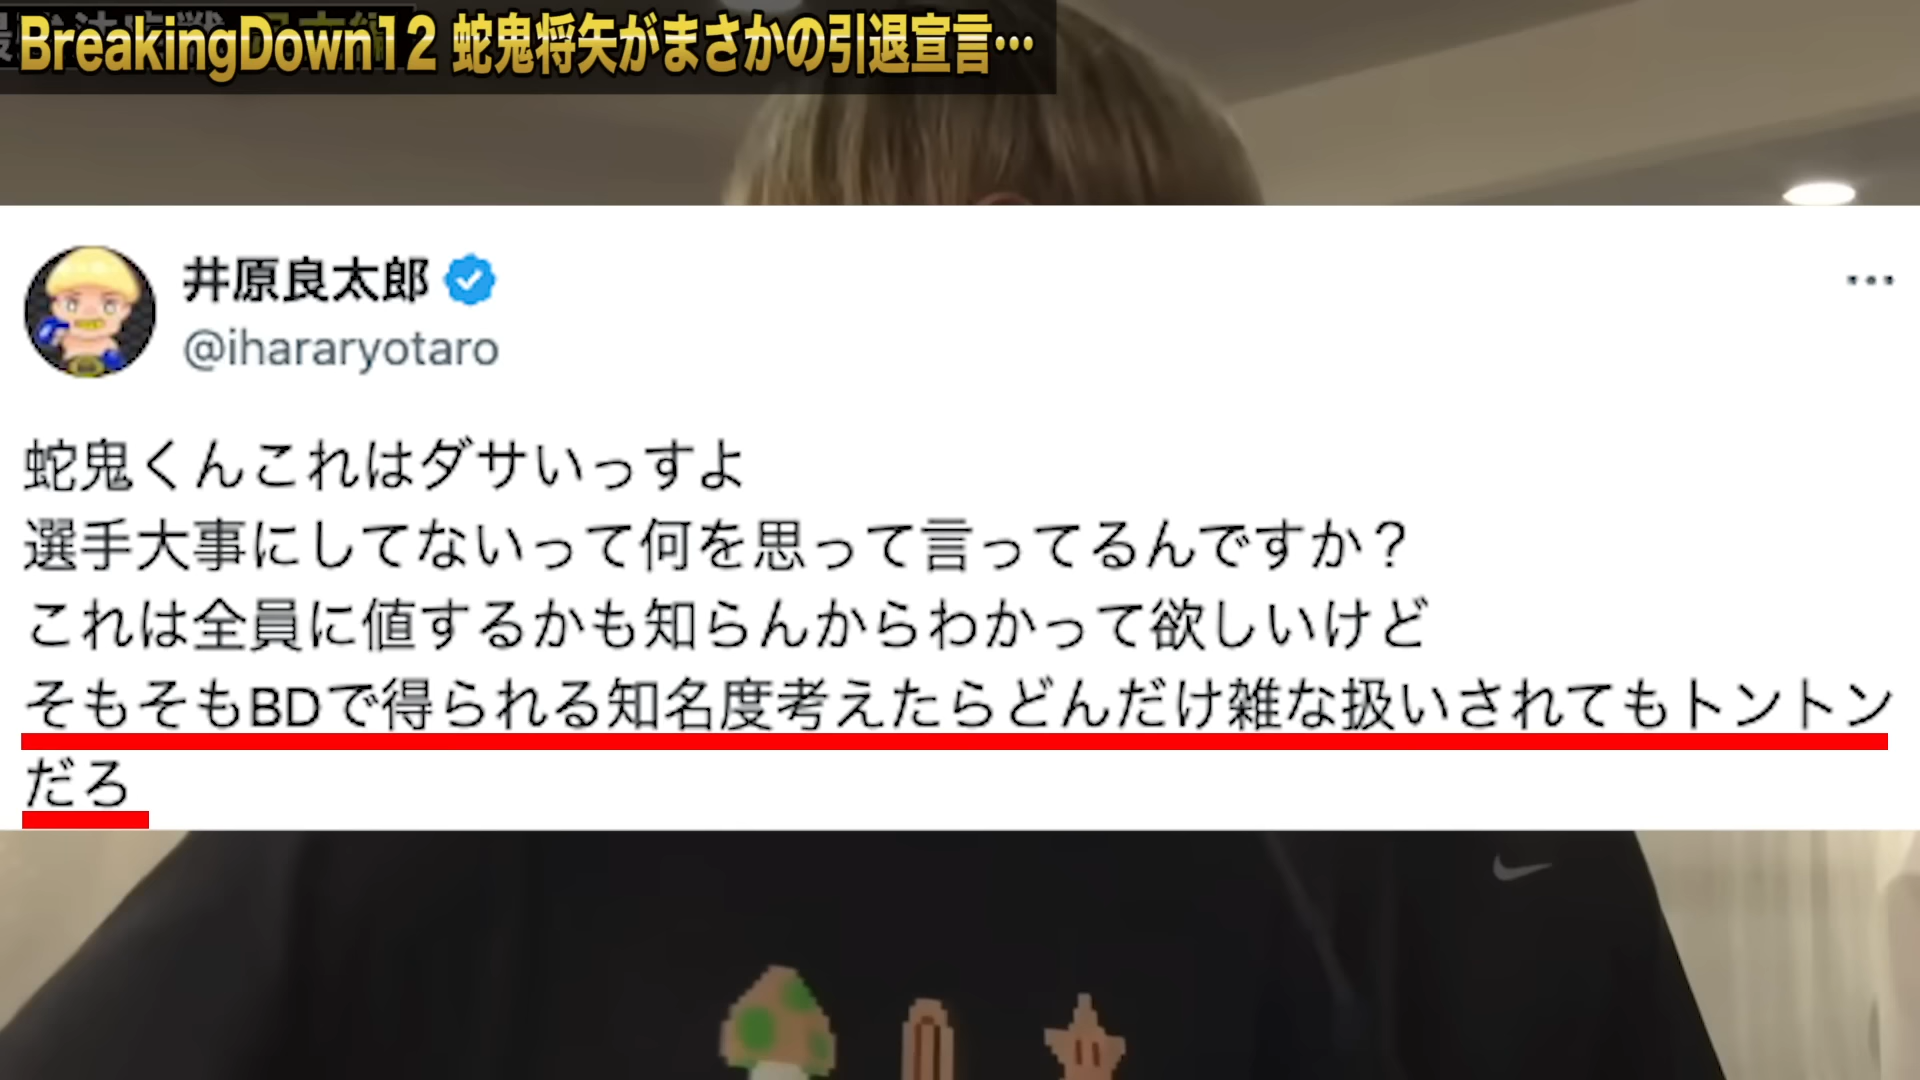 BreakingDown12 蛇鬼将矢がまさかの引退宣言…
井原良太郎
@ihararyotaro
蛇鬼くんこれはダサいっすよ
選手大事にしてないって何を思って言ってるんですか？
これは全員に値するかも知らんからわかって欲しいけど
そもそもBDで得られる知名度考えたらどんだけ雑な扱いされてもトントン
だろ